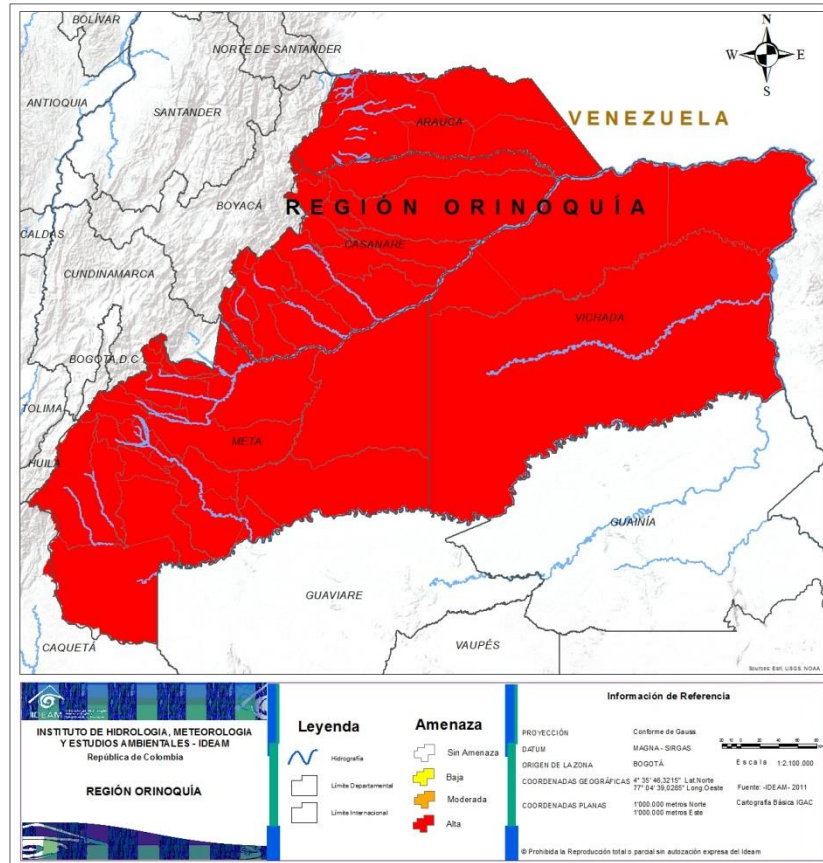 BOLÍVAR
NORTE DE SANTANDER
N
W E
S
ANTIOQUIA
SANTANDER
ARAUCA
VENEZUELA
BOYACÁ
REGIÓN ORINOQUÍA
CALDAS
CASANARE
CUNDINAMARCA
VICHADA
BOGOTÁ D.C
TOLIMA
META
HUILA
GUAINÍA
GUAVIARE
CAQUETÁ
VAUPÉS
Sources: Esri, USGS, NOAA
IDEAM
INSTITUTO DE HIDROLOGIA, METEOROLOGIA
Y ESTUDIOS AMBIENTALES - IDEAM
República de Colombia
REGIÓN ORINOQUÍA
Leyenda
Hidrografía
Límite Departamental
Límite Internacional
Amenaza
Sin Amenaza
Baja
Moderada
Alta
Información de Referencia
PROYECCIÓN Conforme de Gauss
DATUM MAGNA - SIRGAS
ORIGEN DE LA ZONA BOGOTÁ Escala 1:2.100.000
COORDENADAS GEOGRÁFICAS 4° 35' 46,3215" Lat.Norte
77° 04' 39,0285" Long.Oeste
Fuente: -IDEAM- 2011
COORDENADAS PLANAS 1'000.000 metros Norte
1'000.000 metros Este
Cartografía Básica IGAC
© Prohibida la Reproducción total o parcial sin autozación expresa del Ideam